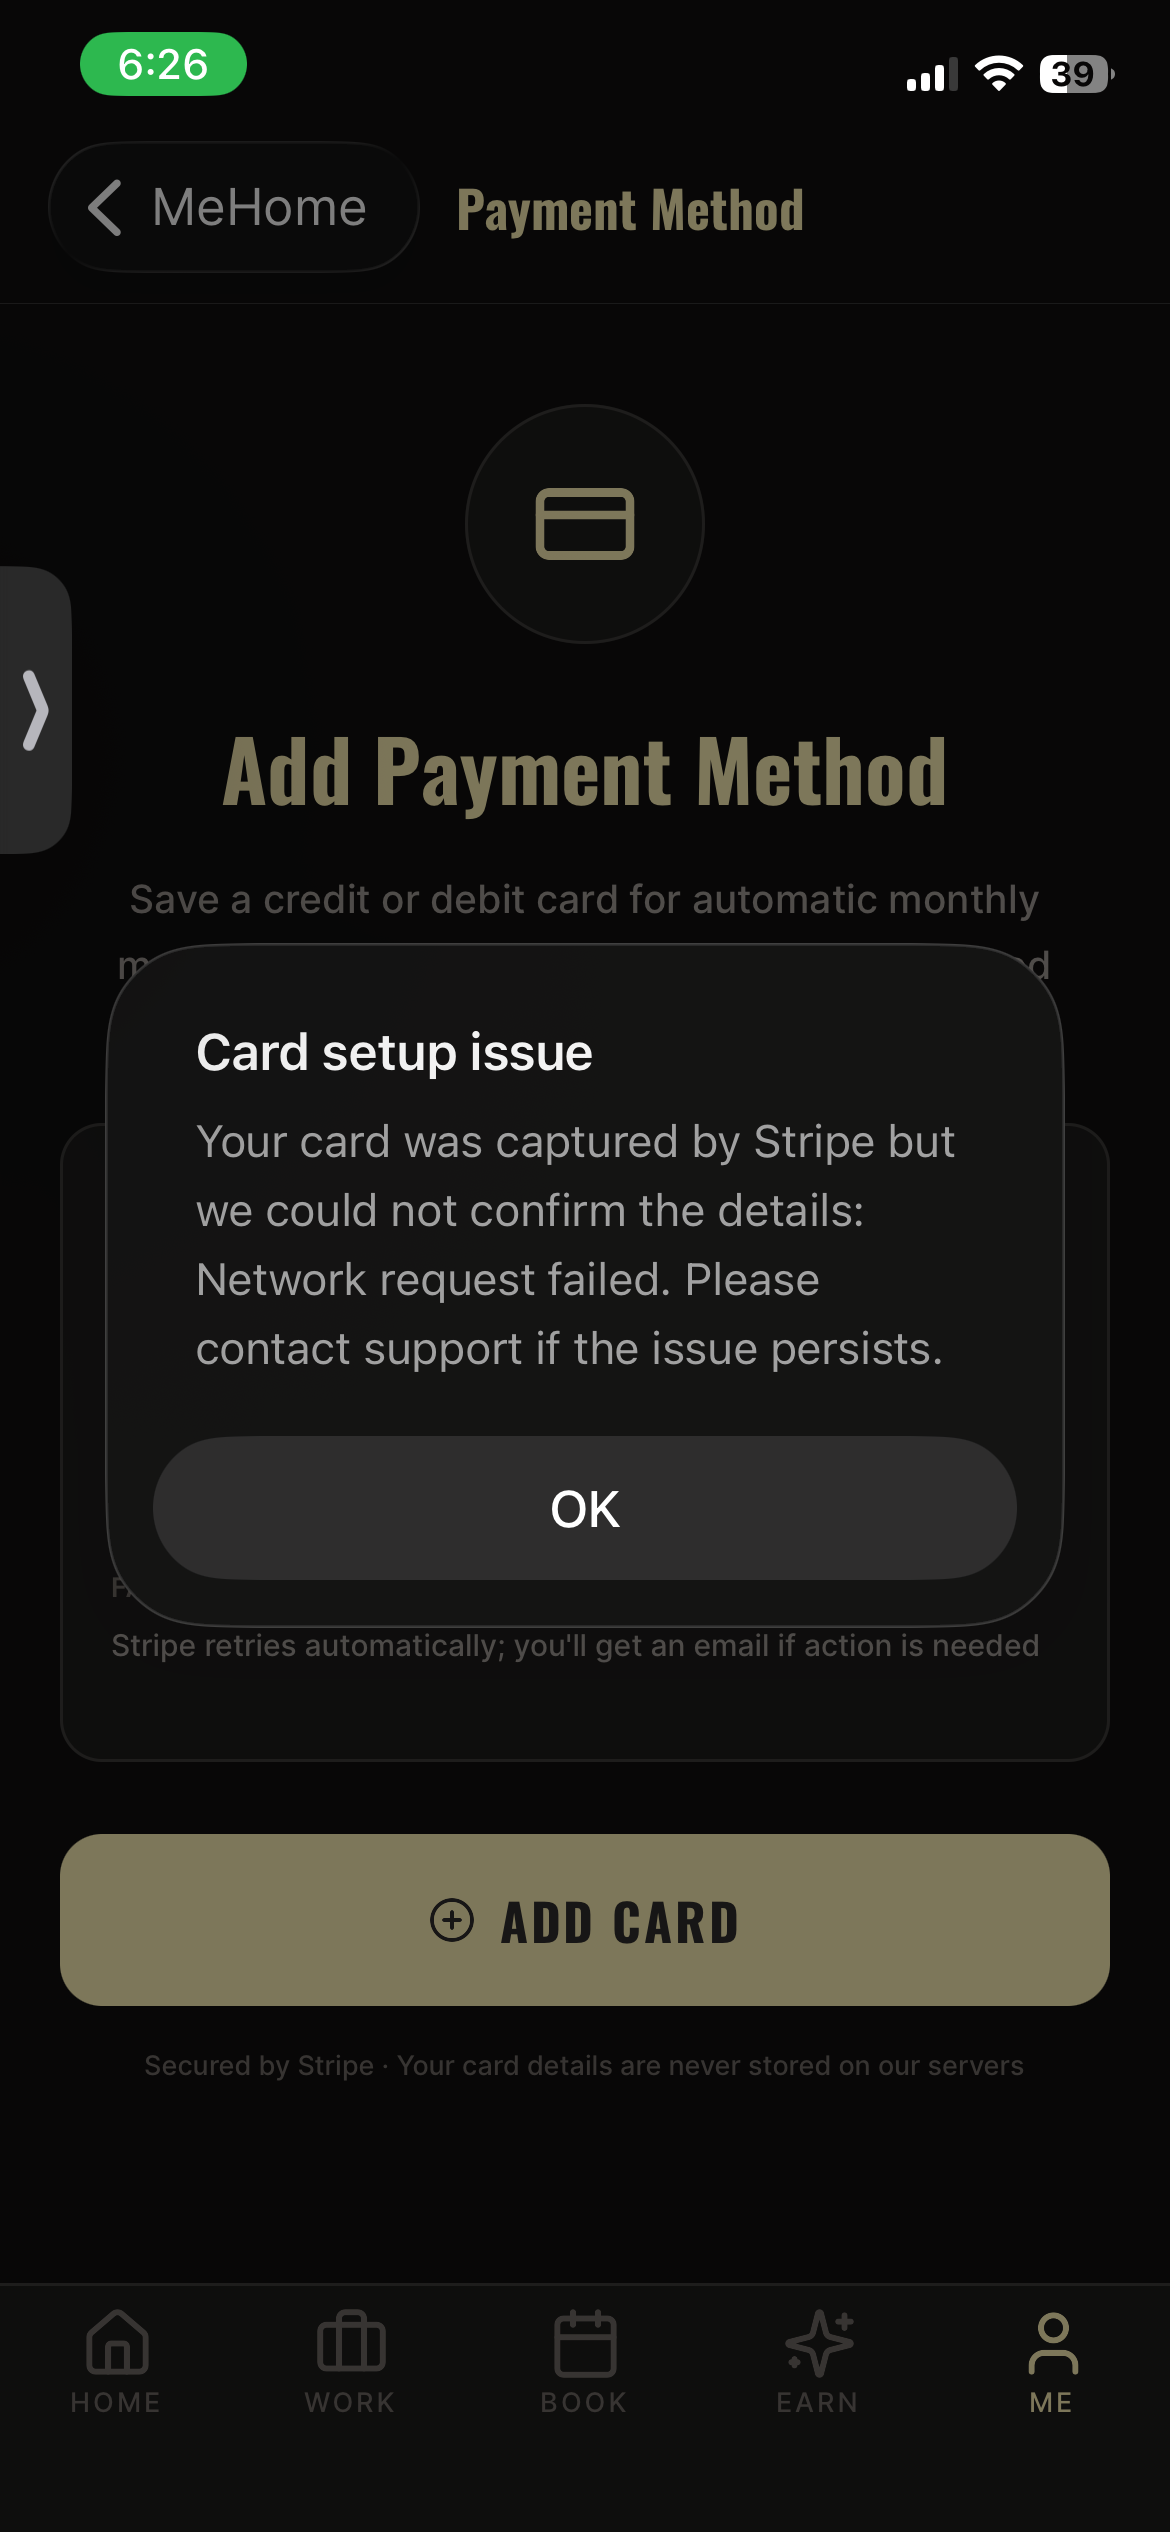 6:26
39
MeHome
Payment Method
Add Payment Method
Save a credit or debit card for automatic monthly
Card setup issue
Your card was captured by Stripe but
we could not confirm the details:
Network request failed. Please
contact support if the issue persists.
OK
Stripe retries automatically; you'll get an email if action is needed
ADD CARD
Secured by Stripe · Your card details are never stored on our servers
HOME
WORK
BOOK
EARN
ME